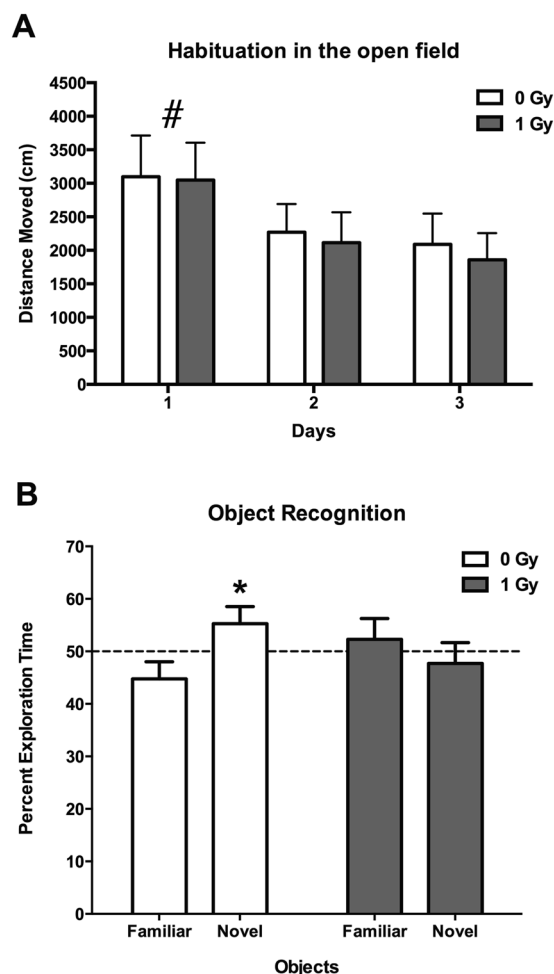 A
Habituation in the open field
4500
4000
3500
3000
2500
2000
1500
1000
500
0
Distance Moved (cm)
#
0 Gy
1 Gy
1 2 3
Days
B
Object Recognition
70
60
50
40
30
20
10
0
Percent Exploration Time
*
0 Gy
1 Gy
Familiar Novel Familiar Novel
Objects